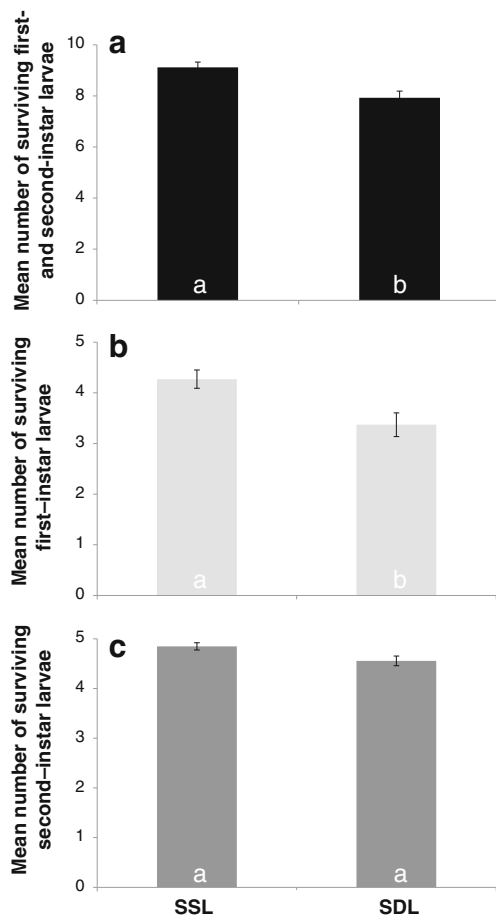 a
Mean number of surviving first-
and second-instar larvae
10
8
6
4
2
0
a
b
b
Mean number of surviving
first–instar larvae
5
4
3
2
1
0
a
b
c
Mean number of surviving
second–instar larvae
5
4
3
2
1
0
a
a
SSL
SDL